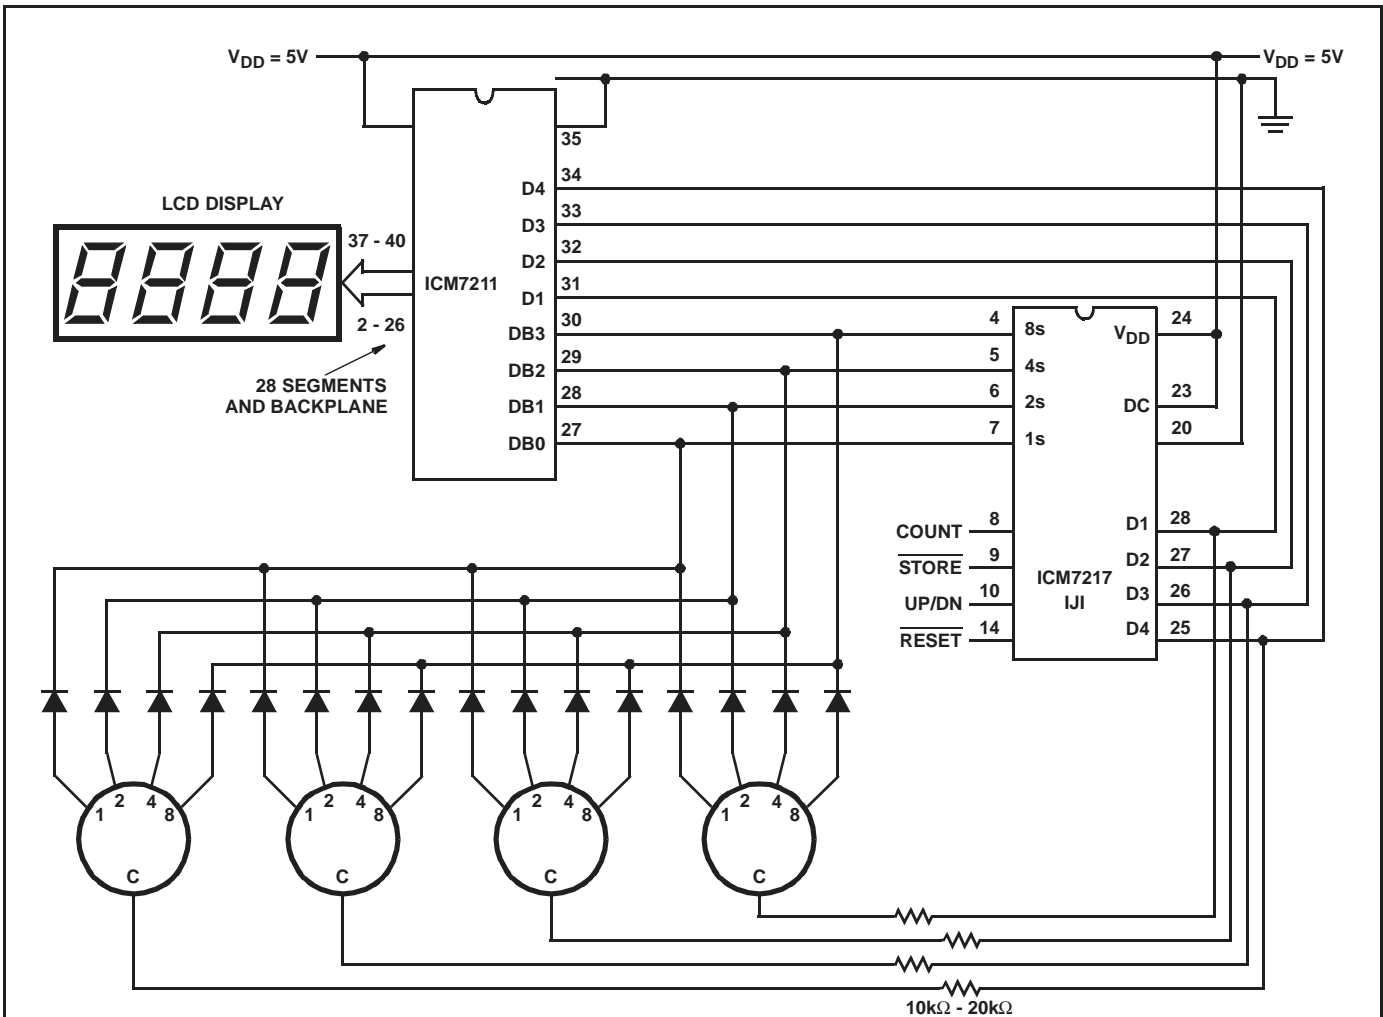 VDD = 5V
VDD = 5V
35
34
D4
33
D3
32
D2
31
D1
30
DB3
29
DB2
28
DB1
27
DB0
ICM7211
LCD DISPLAY
37 - 40
2 - 26
28 SEGMENTS
AND BACKPLANE
4
8s
5
4s
6
2s
7
1s
VDD
24
DC
23
20
COUNT
8
STORE
9
UP/DN
10
RESET
14
ICM7217
IJI
D1
28
D2
27
D3
26
D4
25
1 2 4 8
C
1 2 4 8
C
1 2 4 8
C
1 2 4 8
C
10kΩ - 20kΩ